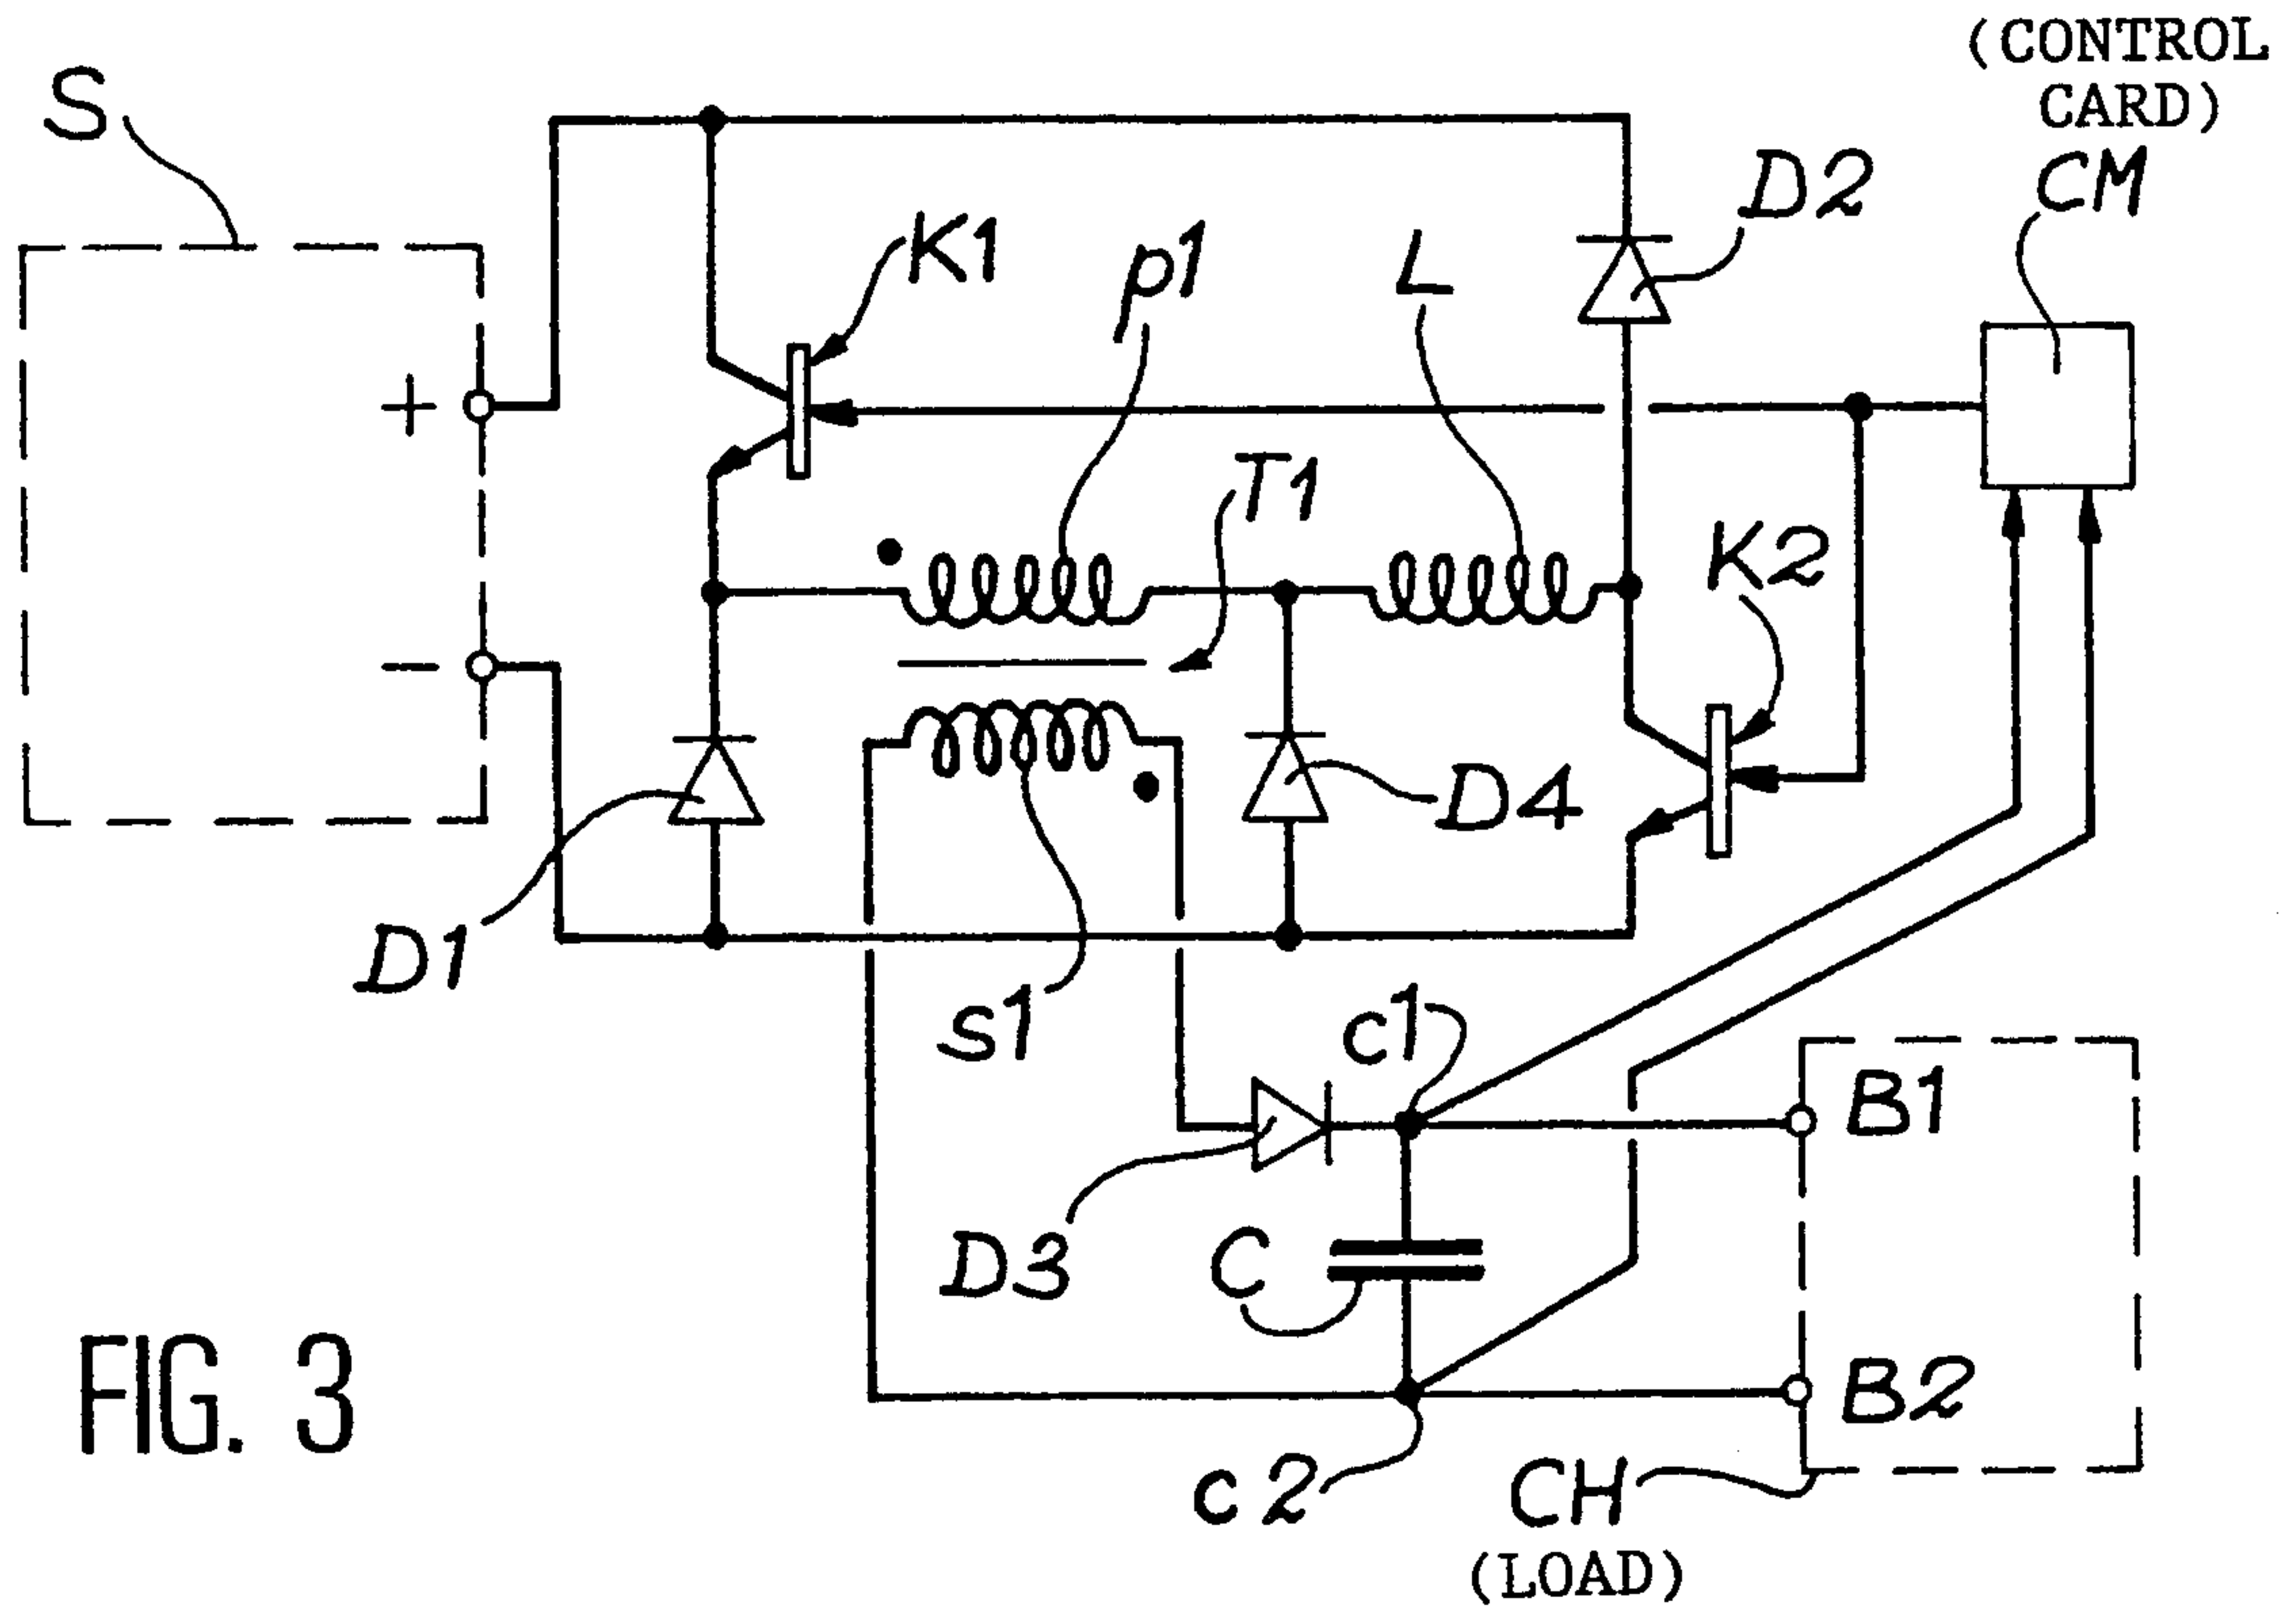 (CONTROL
CARD)
CM
S
D2
K1
p1
L
+
T1
K2
−
D4
D1
s1
c1
B1
D3
C
B2
c2
CH
(LOAD)
FIG. 3